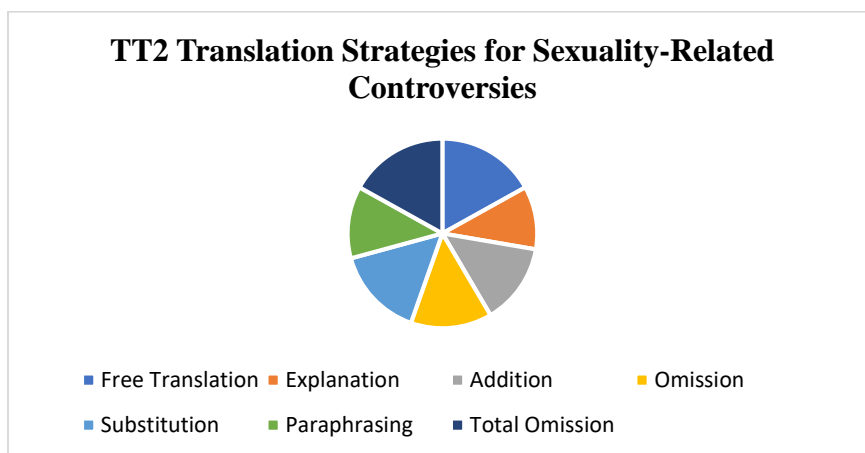 TT2 Translation Strategies for Sexuality-Related
Controversies
Free Translation Explanation Addition Omission
Substitution Paraphrasing Total Omission